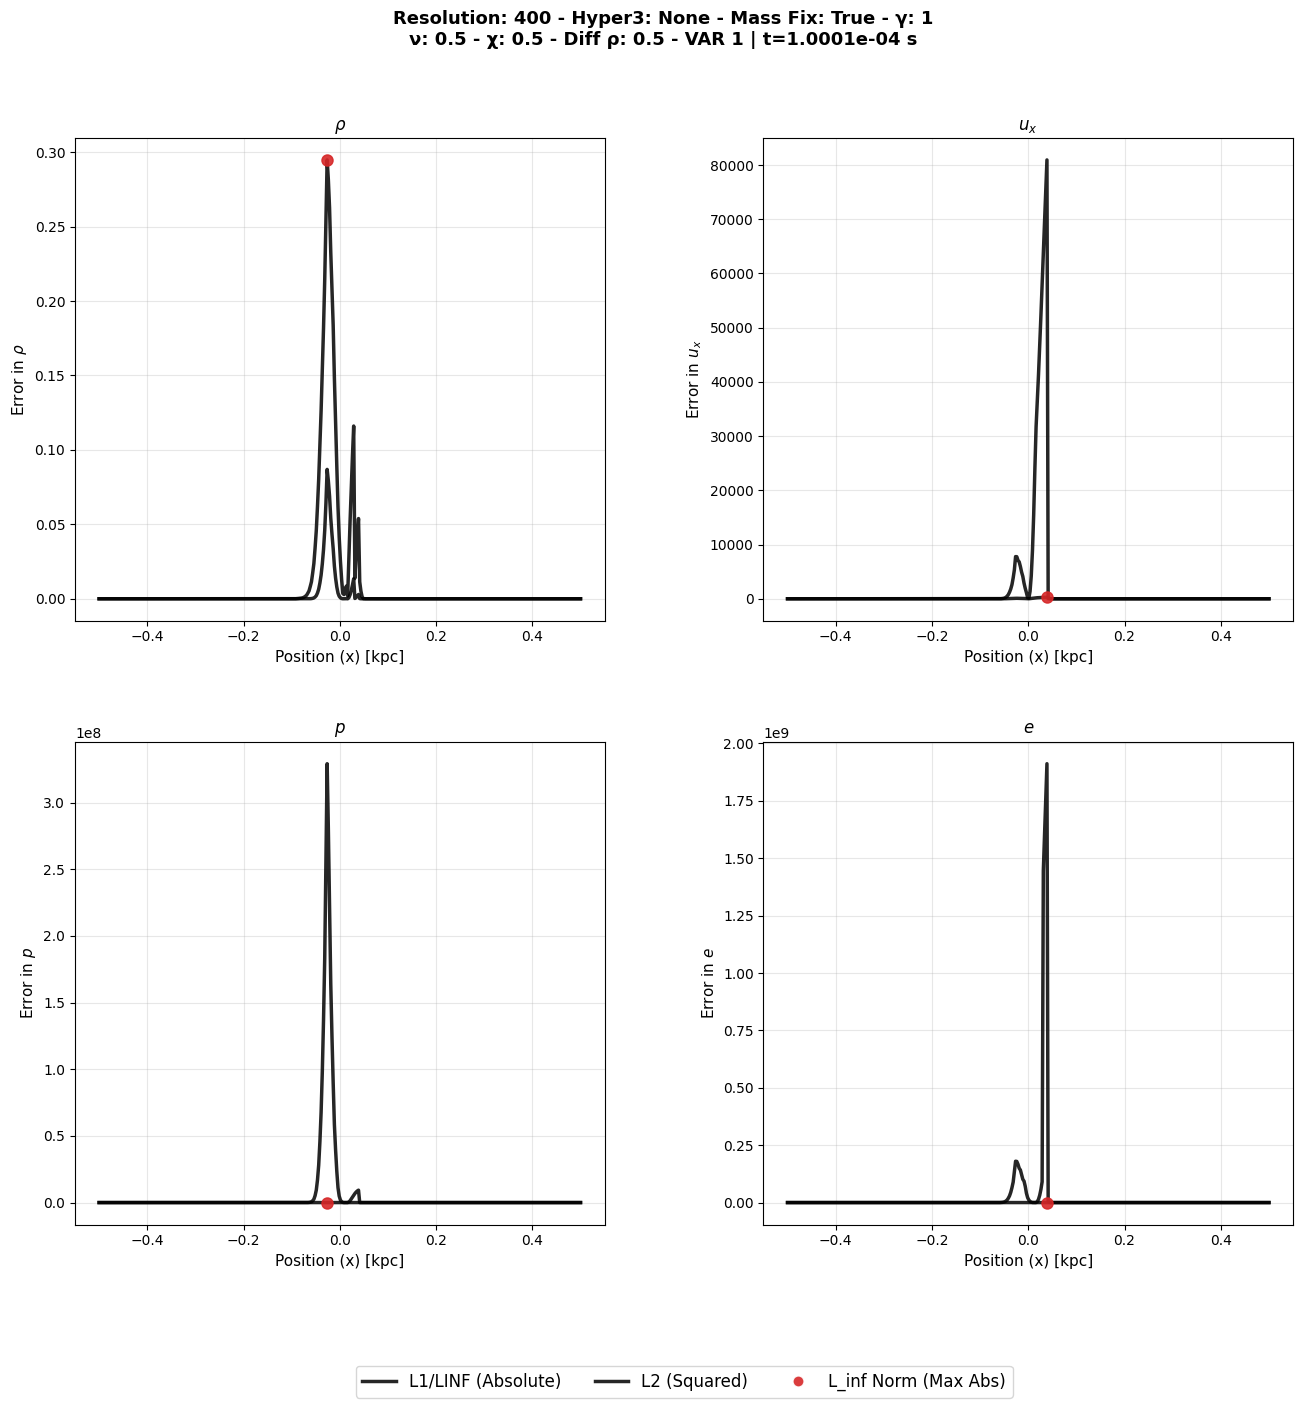 Resolution: 400 - Hyper3: None - Mass Fix: True - γ: 1
ν: 0.5 - χ: 0.5 - Diff ρ: 0.5 - VAR 1 | t=1.0001e-04 s
ρ
0.30
0.25
0.20
0.15
0.10
0.05
0.00
Error in ρ
−0.4 −0.2 0.0 0.2 0.4
Position (x) [kpc]
u_x
80000
70000
60000
50000
40000
30000
20000
10000
0
Error in u_x
−0.4 −0.2 0.0 0.2 0.4
Position (x) [kpc]
p
1e8
3.0
2.5
2.0
1.5
1.0
0.5
0.0
Error in p
−0.4 −0.2 0.0 0.2 0.4
Position (x) [kpc]
e
1e9
2.00
1.75
1.50
1.25
1.00
0.75
0.50
0.25
0.00
Error in e
−0.4 −0.2 0.0 0.2 0.4
Position (x) [kpc]
L1/LINF (Absolute) L2 (Squared) L_inf Norm (Max Abs)